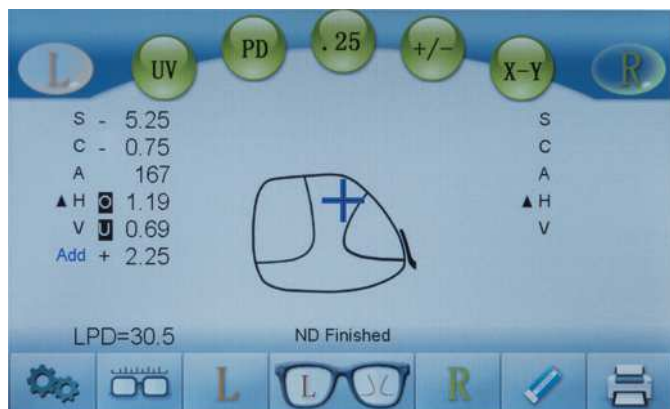 L
UV
PD
.25
+/-
X-Y
R
S - 5.25
C - 0.75
A 167
▲ H O 1.19
V U 0.69
Add + 2.25
S
C
A
▲ H
V
LPD=30.5
ND Finished
L
L
R